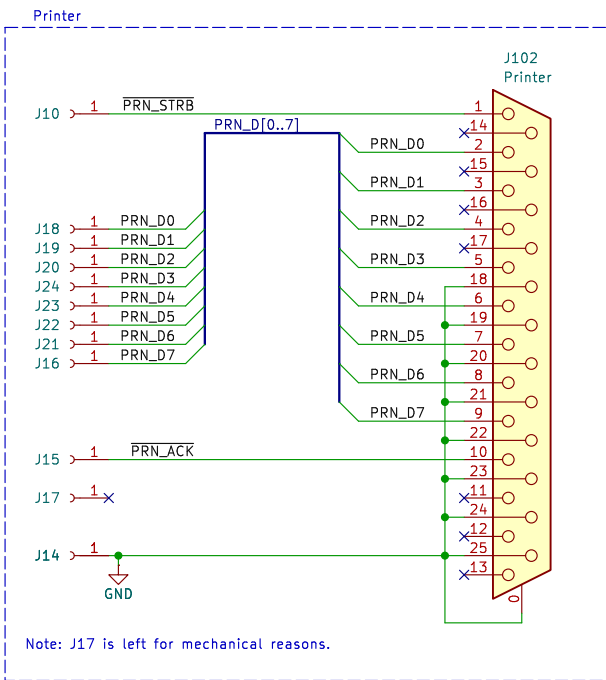 Printer
J102
Printer
J10 1 PRN_STRB 1
PRN_D[0..7] 14
PRN_D0 2
15
PRN_D1 3
16
J18 1 PRN_D0 PRN_D2 4
J19 1 PRN_D1 17
J20 1 PRN_D2 PRN_D3 5
J24 1 PRN_D3 18
J23 1 PRN_D4 PRN_D4 6
J22 1 PRN_D5 19
J21 1 PRN_D6 PRN_D5 7
J16 1 PRN_D7 20
PRN_D6 8
21
PRN_D7 9
22
J15 1 PRN_ACK 10
23
J17 1 11
24
12
J14 1 25
13
GND
0
Note: J17 is left for mechanical reasons.